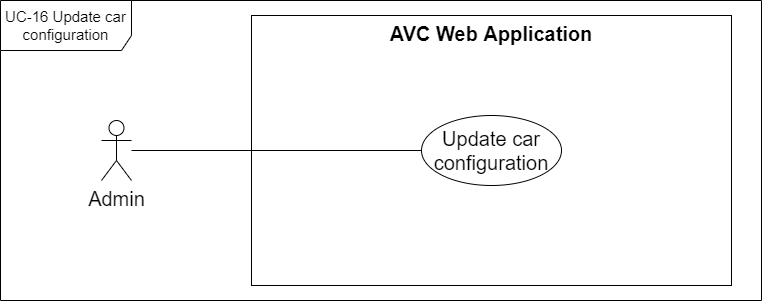 UC-16 Update car
configuration
AVC Web Application
Update car
configuration
Admin